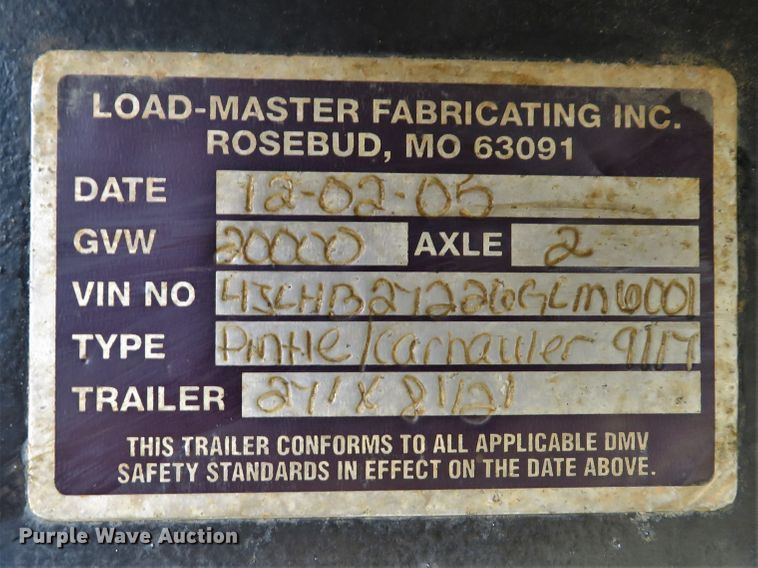 LOAD-MASTER FABRICATING INC.
ROSEBUD, MO 63091
DATE 12-02-05
GVW 20000 AXLE 2
VIN NO
TYPE Pintle/carhauler
TRAILER
THIS TRAILER CONFORMS TO ALL APPLICABLE DMV
SAFETY STANDARDS IN EFFECT ON THE DATE ABOVE.
Purple Wave Auction